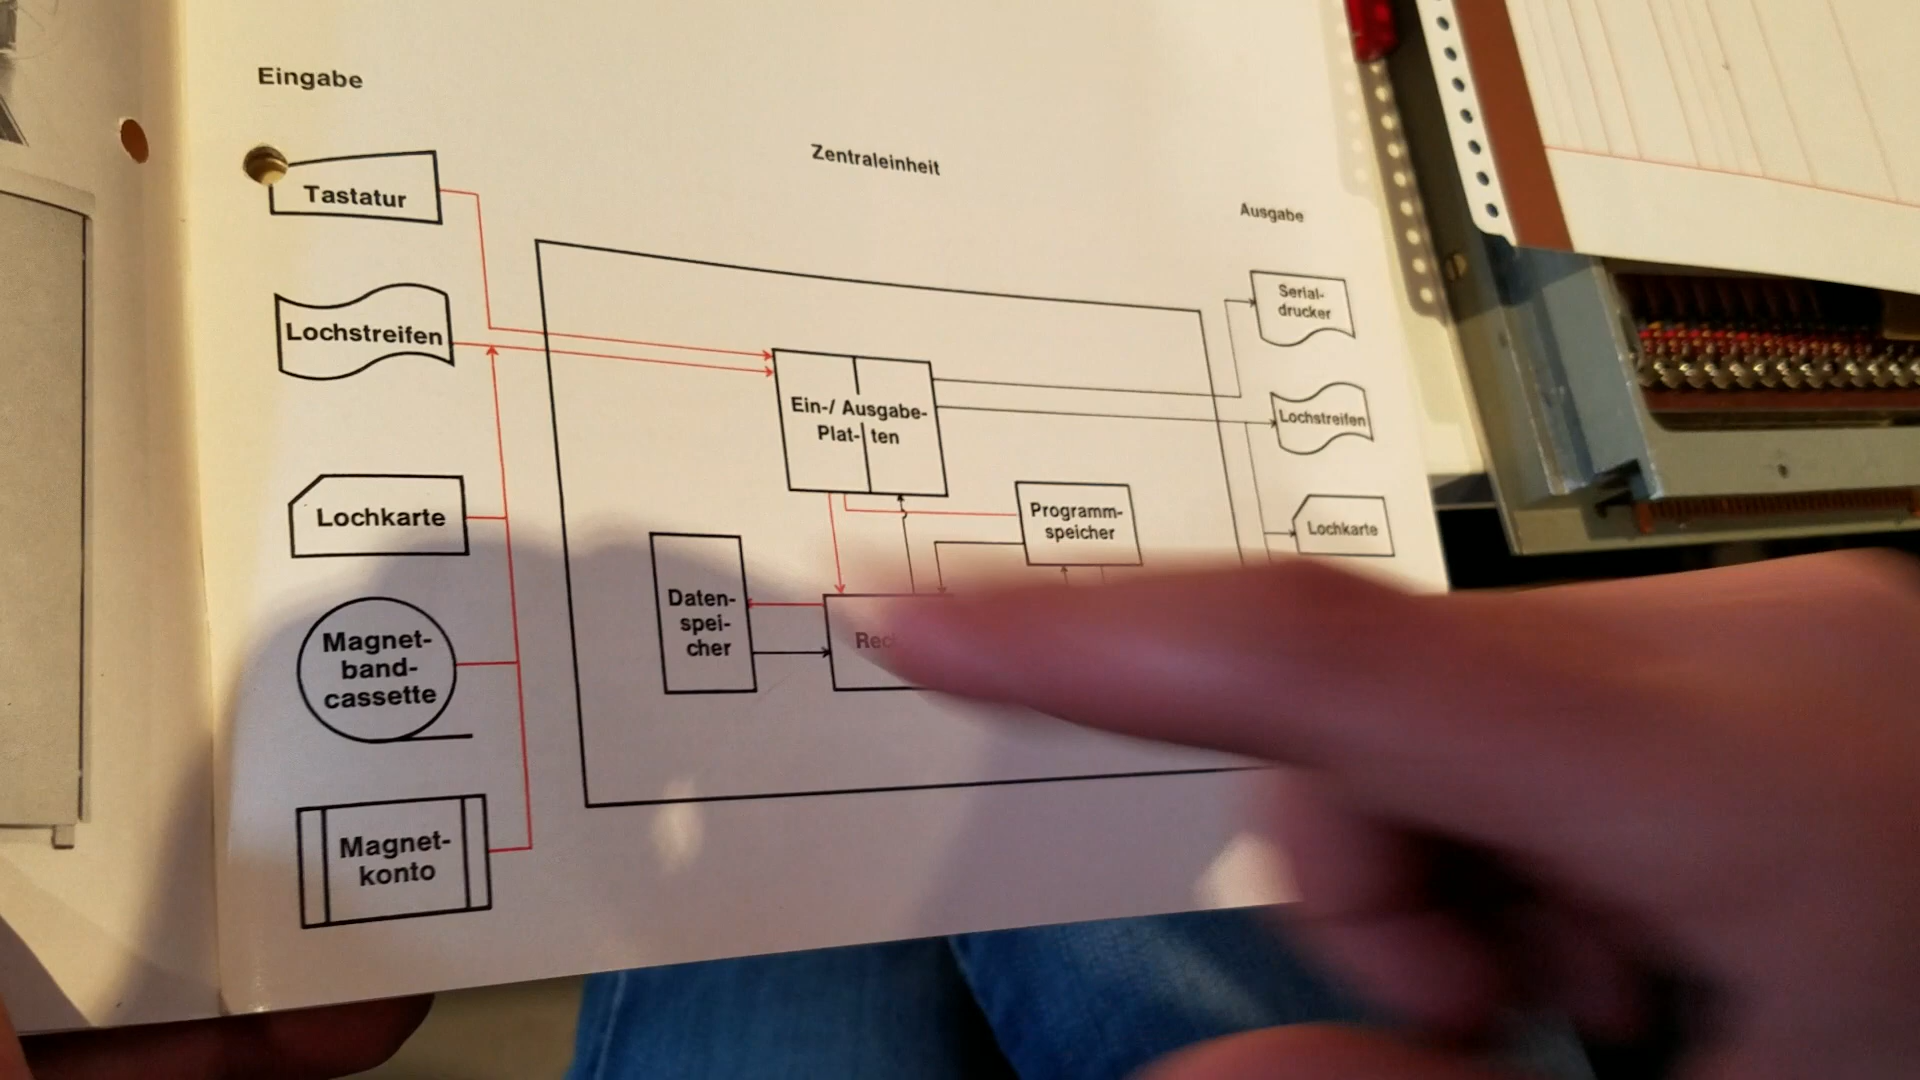 Eingabe
Zentraleinheit
Ausgabe
Tastatur
Lochstreifen
Lochkarte
Magnet-
band-
cassette
Magnet-
konto
Ein-/ Ausgabe-
Plat- ten
Programm-
speicher
Daten-
spei-
cher
Serial-
drucker
Lochstreifen
Lochkarte